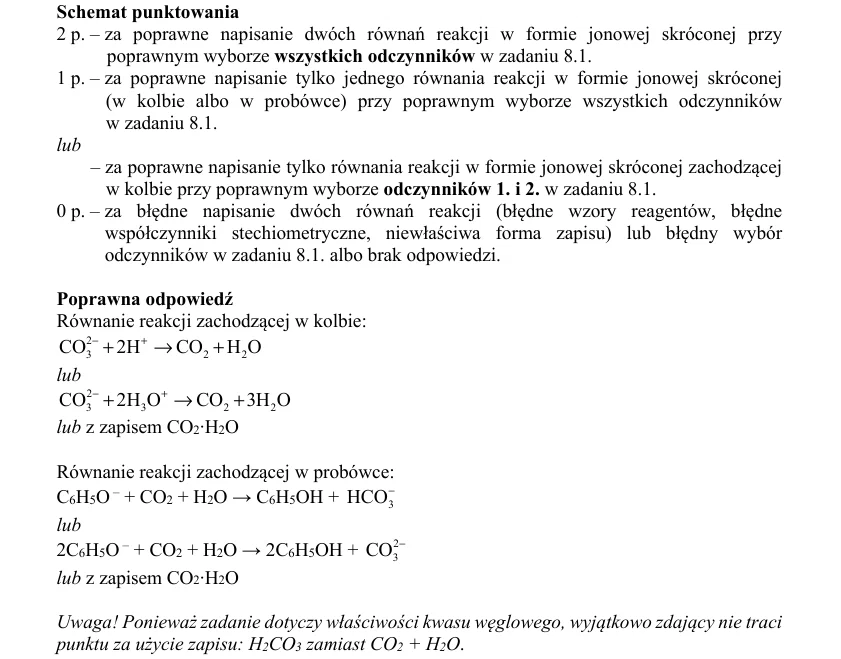 Schemat punktowania
2 p. – za poprawne napisanie dwóch równań reakcji w formie jonowej skróconej przy
poprawnym wyborze wszystkich odczynników w zadaniu 8.1.
1 p. – za poprawne napisanie tylko jednego równania reakcji w formie jonowej skróconej
(w kolbie albo w probówce) przy poprawnym wyborze wszystkich odczynników
w zadaniu 8.1.
lub
– za poprawne napisanie tylko równania reakcji w formie jonowej skróconej zachodzącej
w kolbie przy poprawnym wyborze odczynników 1. i 2. w zadaniu 8.1.
0 p. – za błędne napisanie dwóch równań reakcji (błędne wzory reagentów, błędne
współczynniki stechiometryczne, niewłaściwa forma zapisu) lub błędny wybór
odczynników w zadaniu 8.1. albo brak odpowiedzi.
Poprawna odpowiedź
Równanie reakcji zachodzącej w kolbie:
CO₃²⁻ + 2H⁺ → CO₂ + H₂O
lub
CO₃²⁻ + 2H₃O⁺ → CO₂ + 3H₂O
lub z zapisem CO₂·H₂O
Równanie reakcji zachodzącej w probówce:
C₆H₅O⁻ + CO₂ + H₂O → C₆H₅OH + HCO₃⁻
lub
2C₆H₅O⁻ + CO₂ + H₂O → 2C₆H₅OH + CO₃²⁻
lub z zapisem CO₂·H₂O
Uwaga! Ponieważ zadanie dotyczy właściwości kwasu węglowego, wyjątkowo zdający nie traci
punktu za użycie zapisu: H₂CO₃ zamiast CO₂ + H₂O.